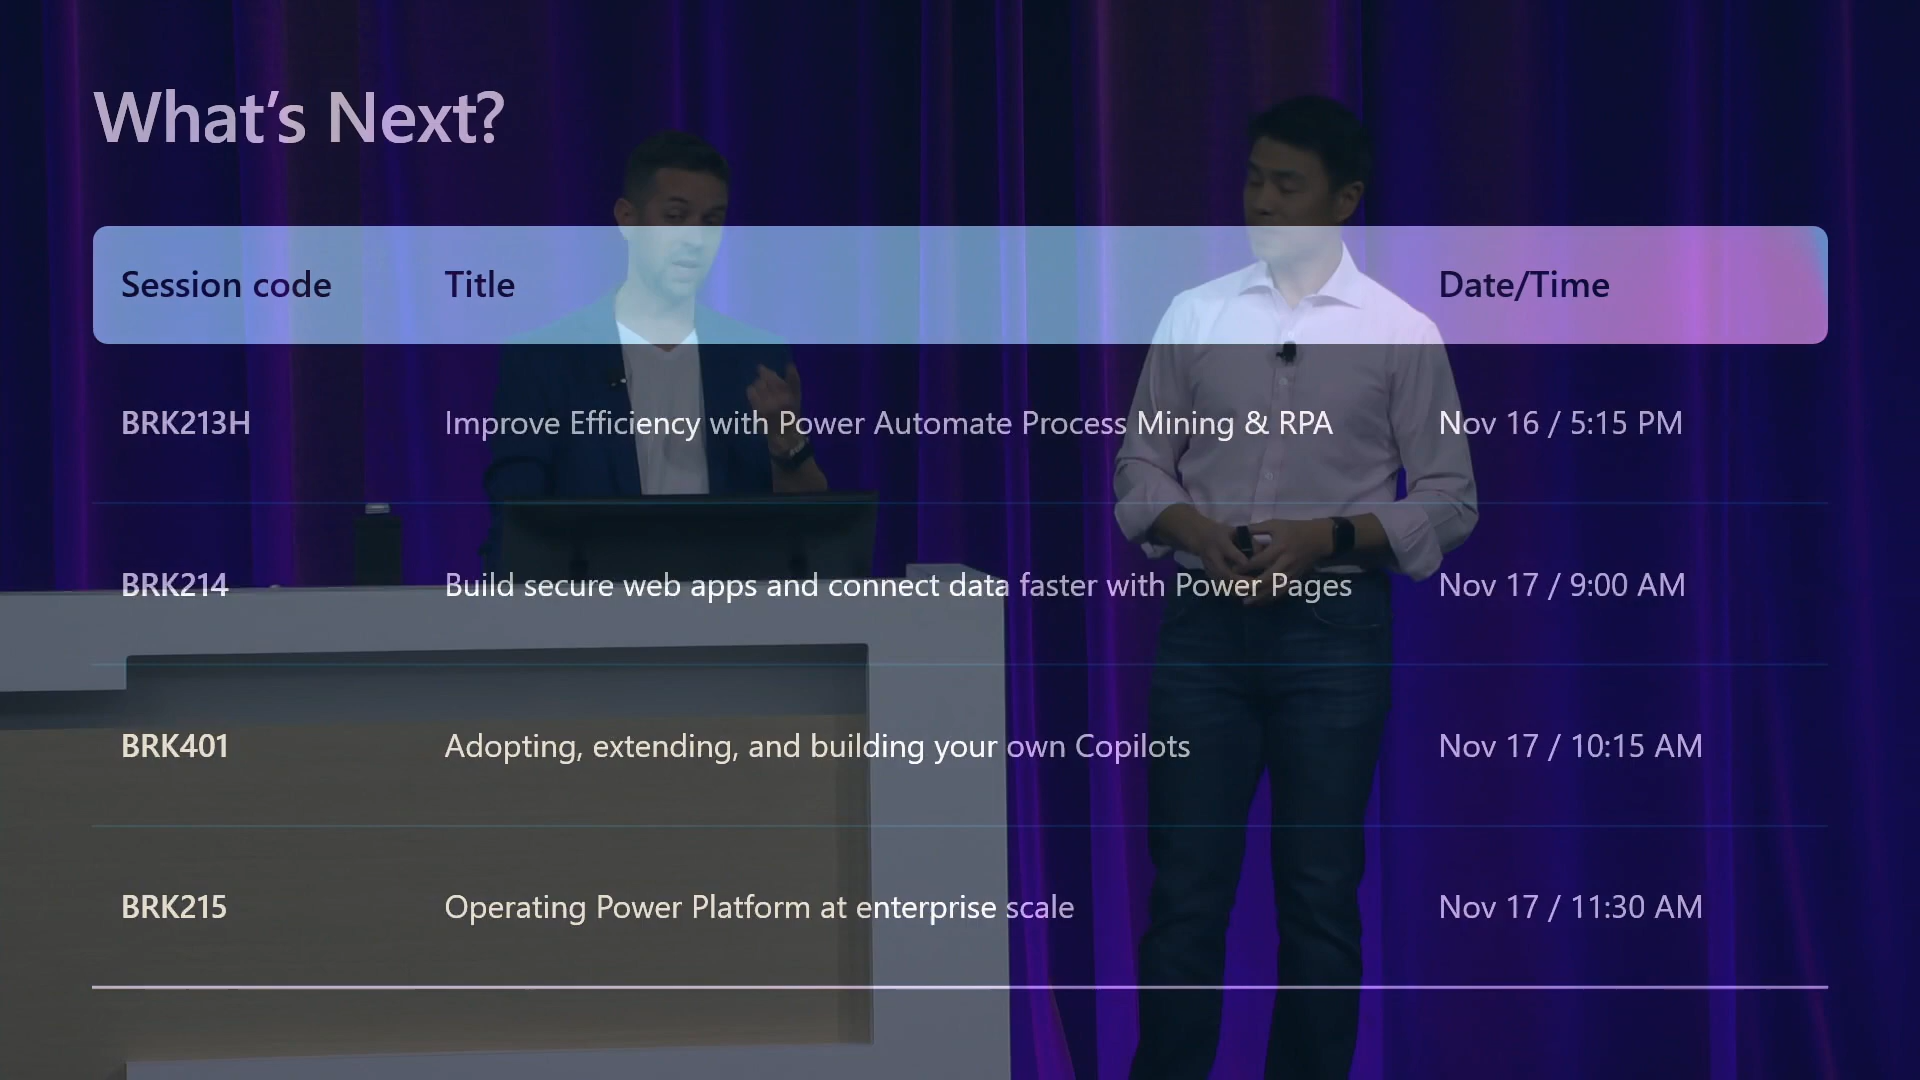 What's Next?
Session code Title Date/Time
BRK213H Improve Efficiency with Power Automate Process Mining & RPA Nov 16 / 5:15 PM
BRK214 Build secure web apps and connect data faster with Power Pages Nov 17 / 9:00 AM
BRK401 Adopting, extending, and building your own Copilots Nov 17 / 10:15 AM
BRK215 Operating Power Platform at enterprise scale Nov 17 / 11:30 AM